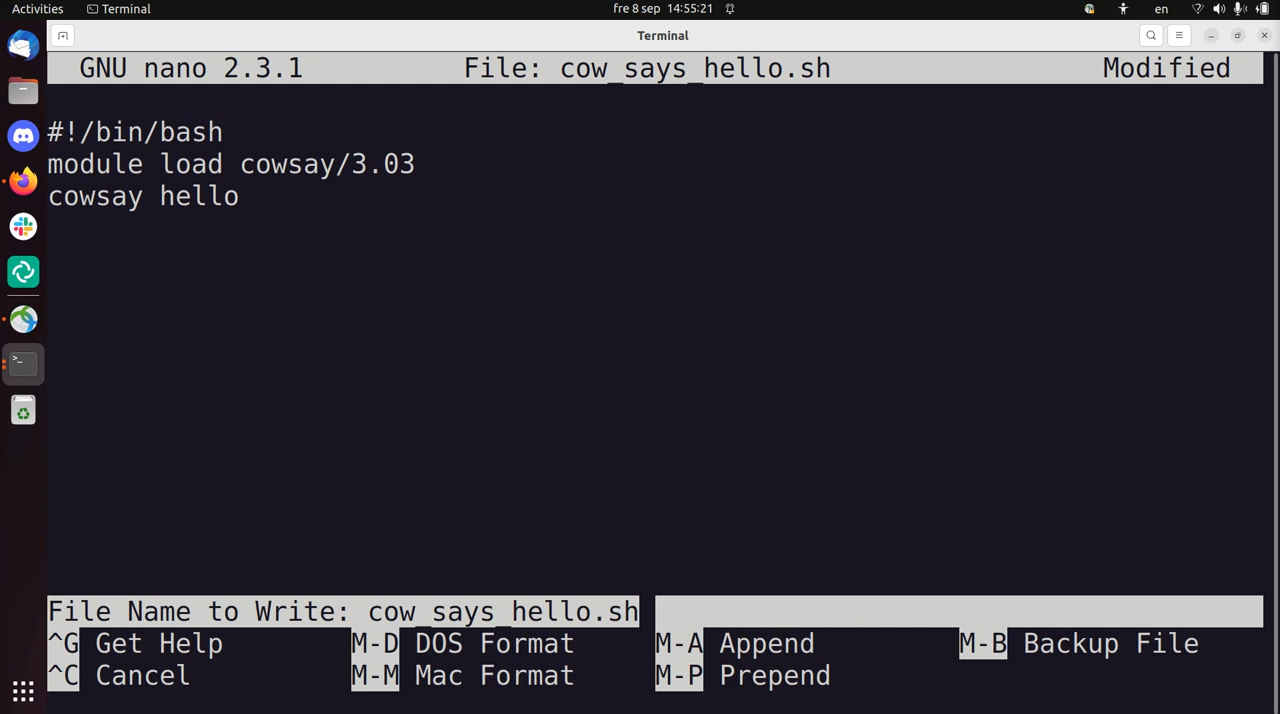 Activities Terminal fre 8 sep 14:55:21 en
Terminal
GNU nano 2.3.1 File: cow_says_hello.sh Modified
#!/bin/bash
module load cowsay/3.03
cowsay hello
File Name to Write: cow_says_hello.sh
^G Get Help M-D DOS Format M-A Append M-B Backup File
^C Cancel M-M Mac Format M-P Prepend